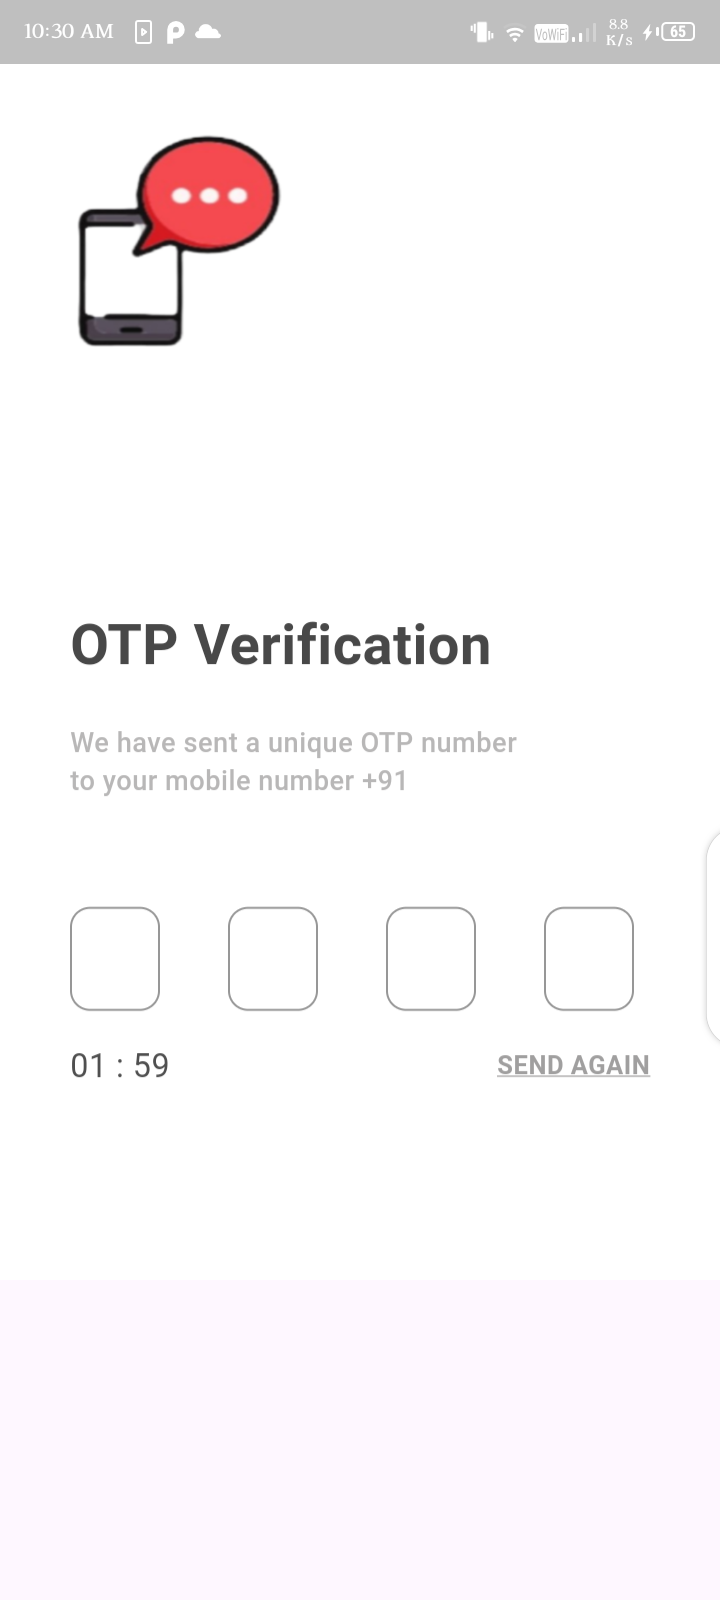 10:30 AM
VoWiFi
8.8
K/s
65
OTP Verification
We have sent a unique OTP number
to your mobile number +91
01 : 59
SEND AGAIN